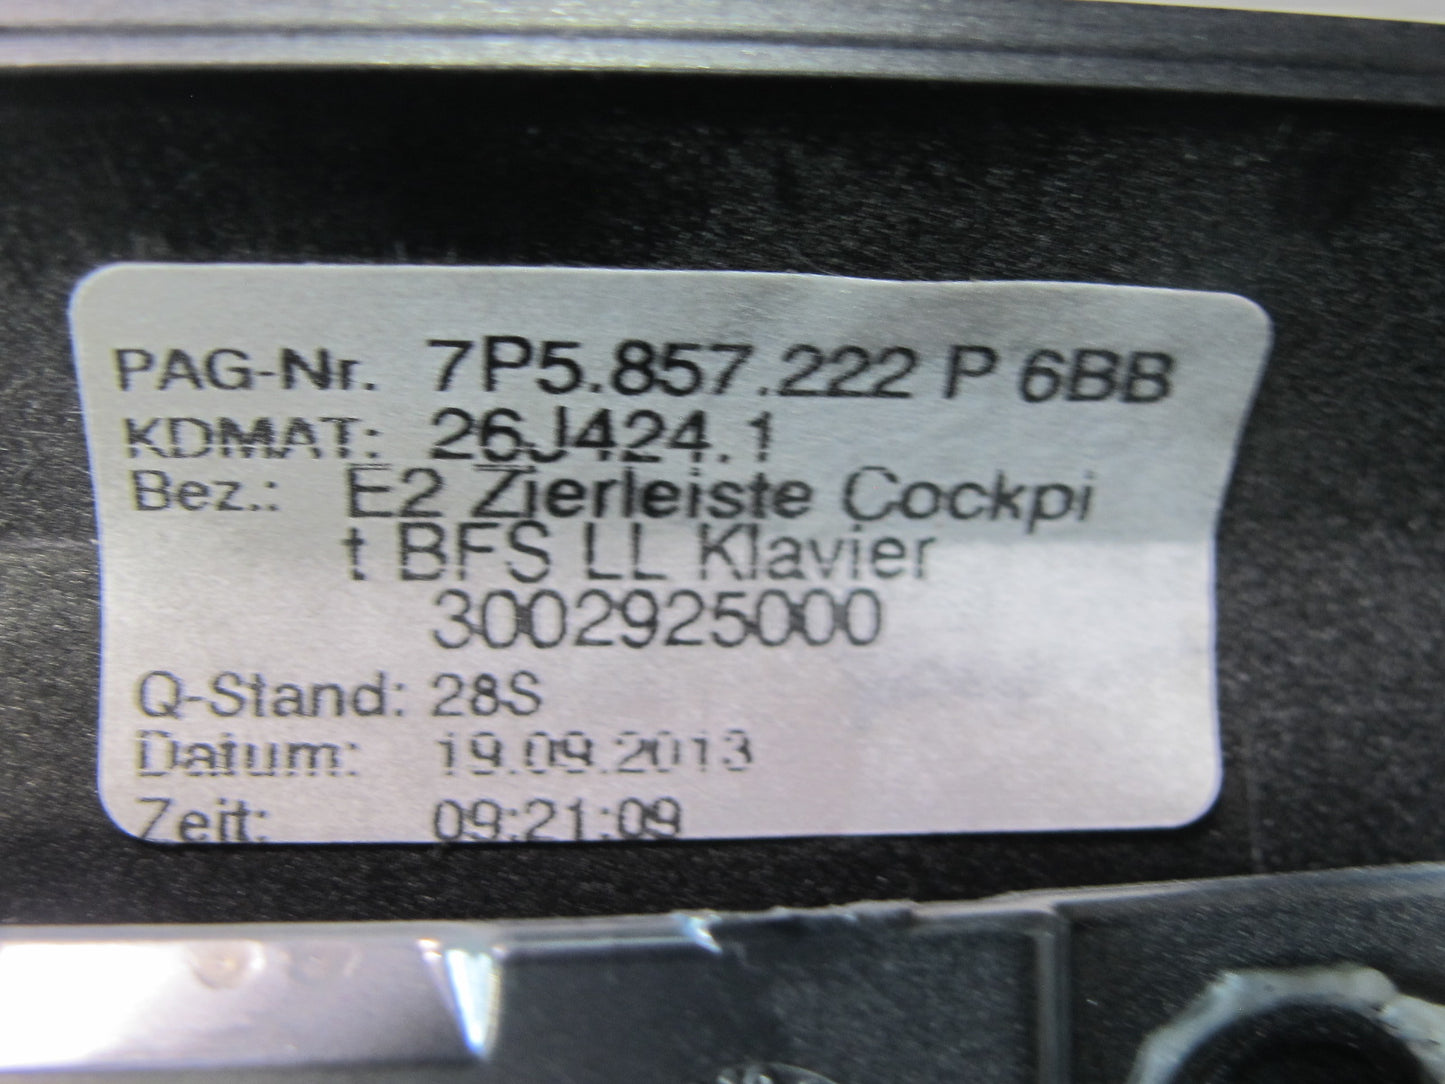 PAG-Nr. 7P5.857.222 P 6BB
KDMAT: 26J424.1
Bez.: E2 Zierleiste Cockpi
t BFS LL Klavier
3002925000
Q-Stand: 28S
Datum: 19.09.2013
Zeit: 09:21:09